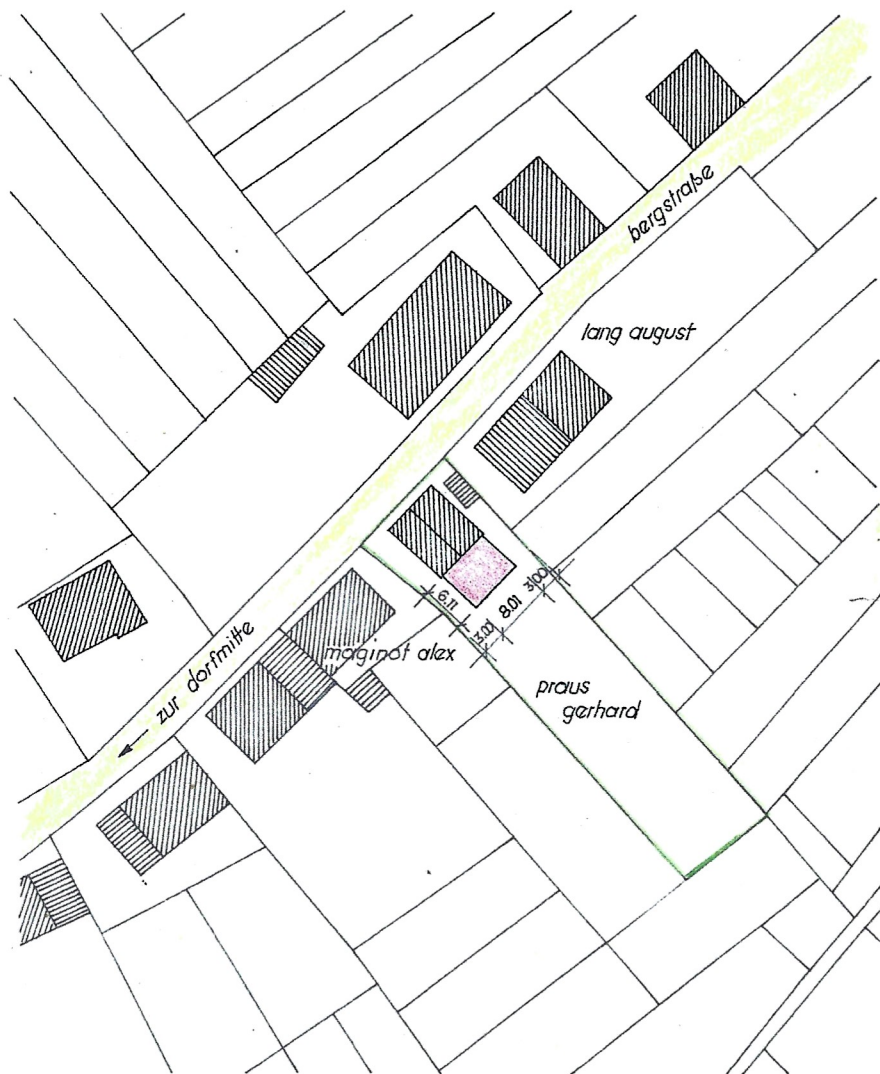 bergstraße
lang august
6.11
3.00
8.01
3.00
maginot alex
praus
gerhard
zur dorfmitte